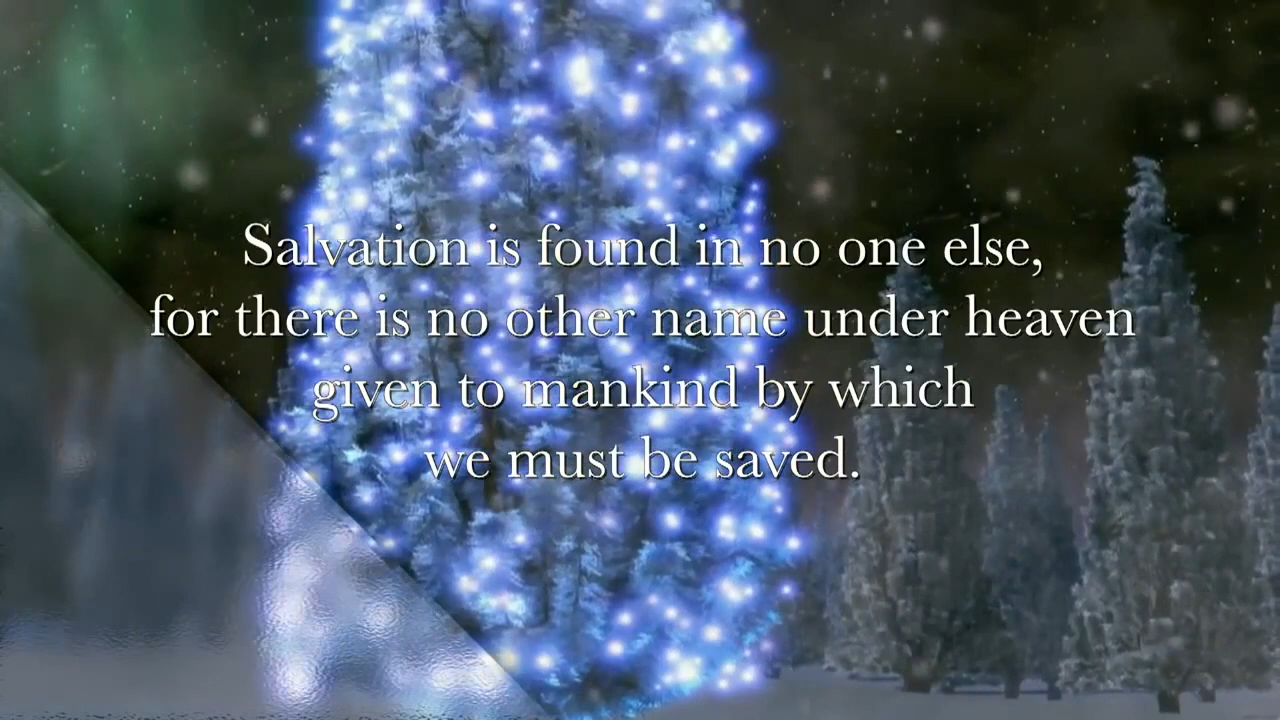 Salvation is found in no one else,
for there is no other name under heaven
given to mankind by which
we must be saved.